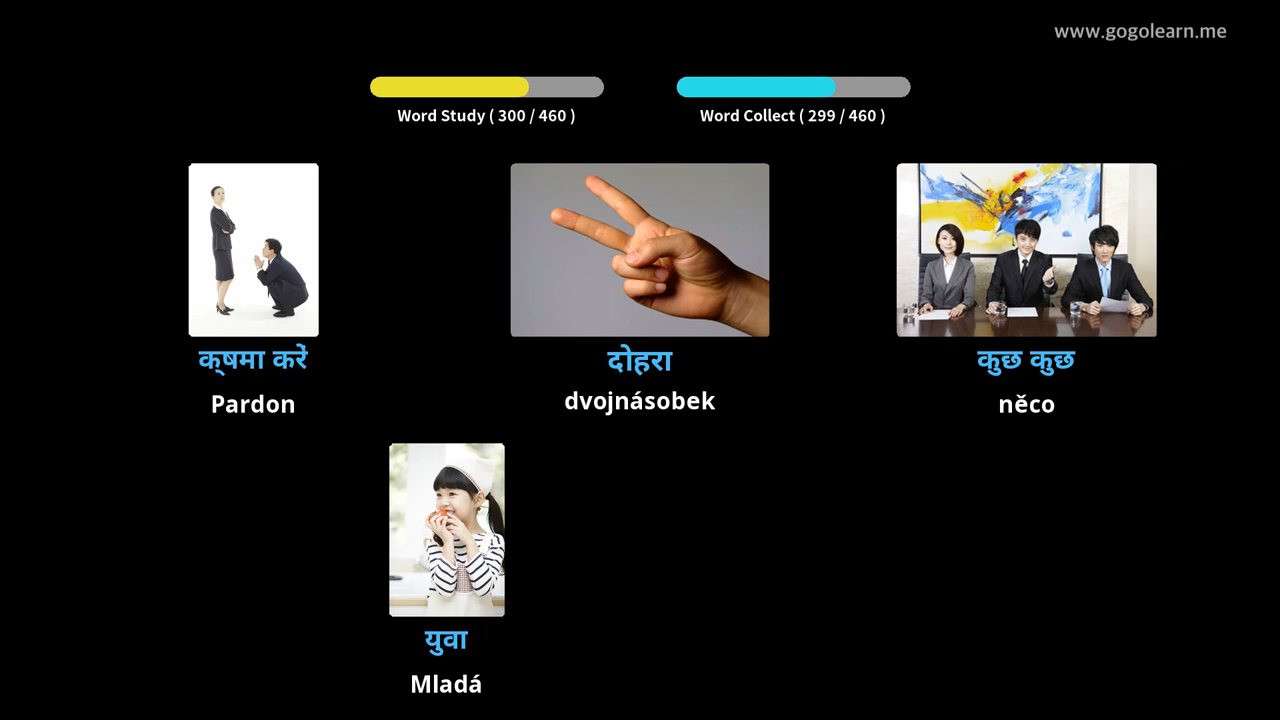 www.gogolearn.me
Word Study ( 300 / 460 )
Word Collect ( 299 / 460 )
क्षमा करें
Pardon
दोहरा
dvojnásobek
कुछ कुछ
něco
युवा
Mladá